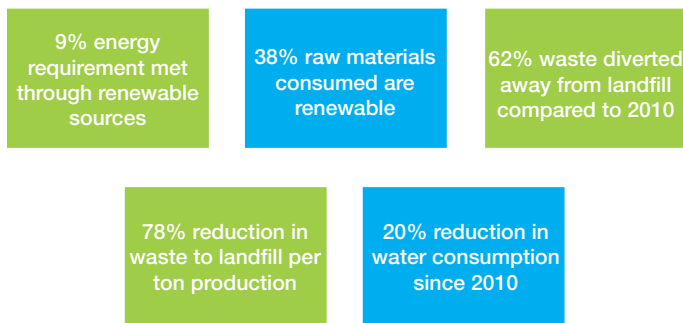 9% energy
requirement met
through renewable
sources
38% raw materials
consumed are
renewable
62% waste diverted
away from landfill
compared to 2010
78% reduction in
waste to landfill per
ton production
20% reduction in
water consumption
since 2010